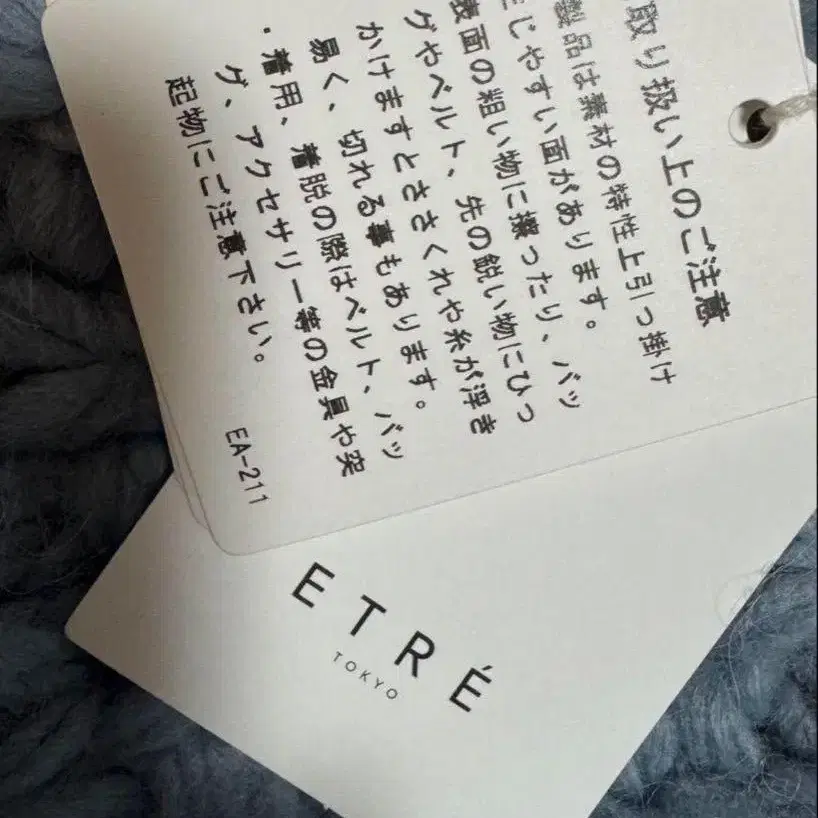 取り扱い上のご注意
製品は素材の特性上引っ掛け
じやすい面があります。
表面の粗い物に擦ったり、バッ
グやベルト、先の鋭い物にひっ
かけますとささくれや糸が浮き
易く、切れる事もあります。
・着用、着脱の際はベルト、バッ
グ、アクセサリー等の金具や突
起物にご注意下さい。
EA-211
ETRÉ
TOKYO